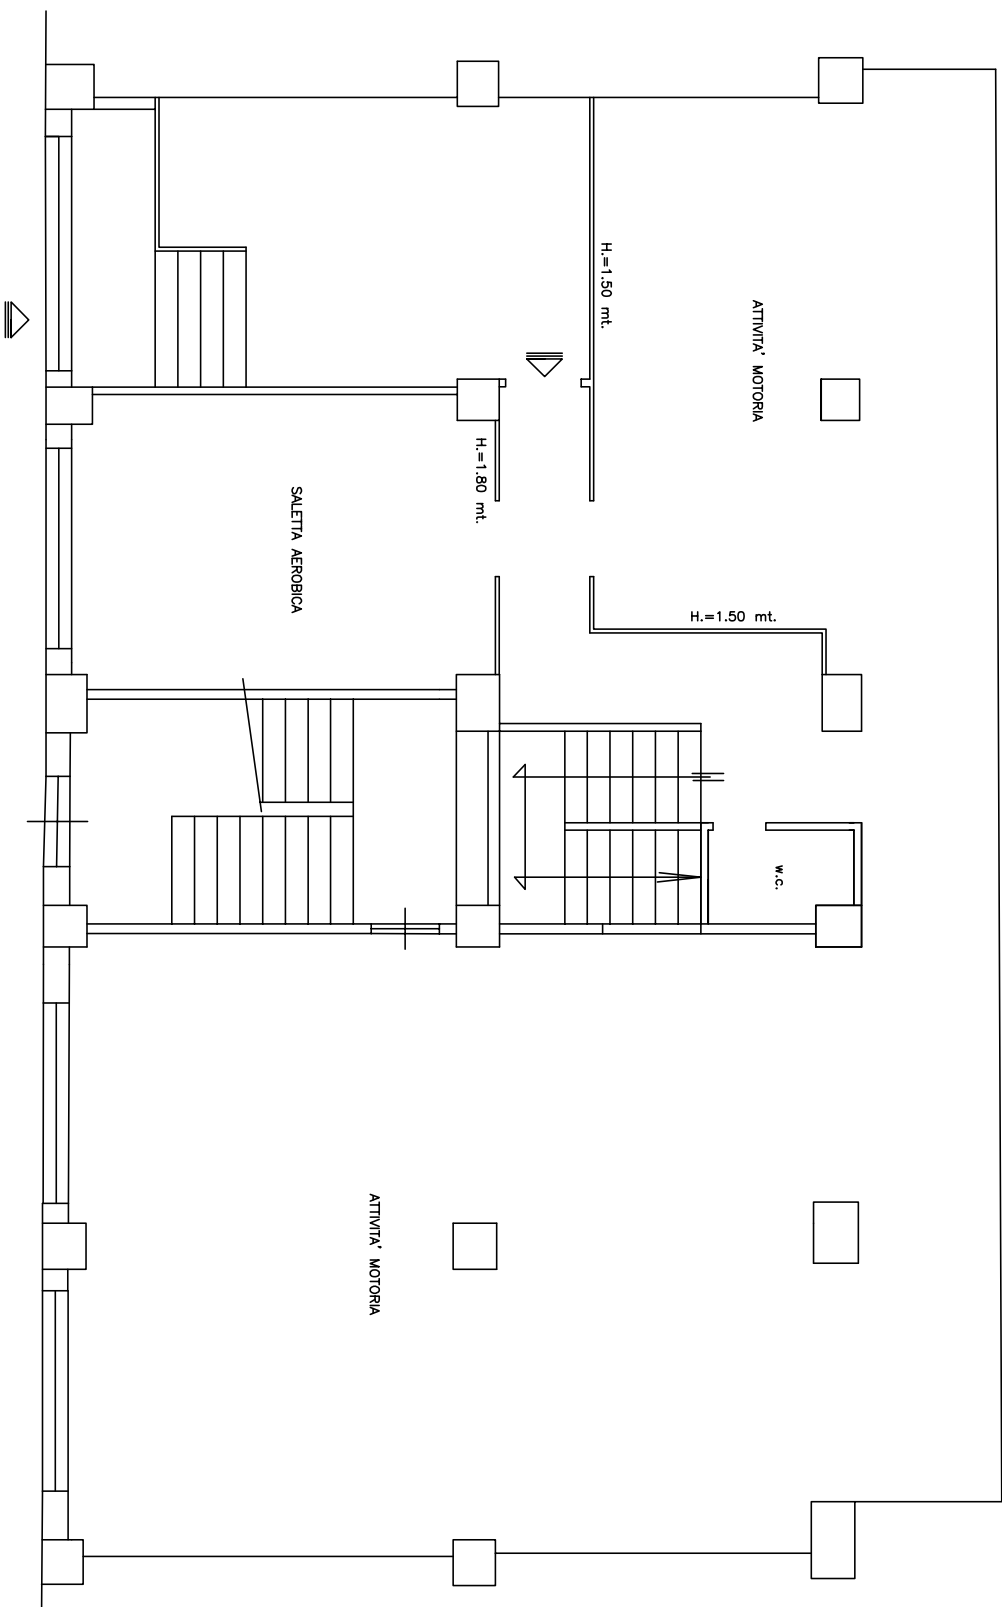 H.=1.50 mt.
ATTIVITA' MOTORIA
H.=1.80 mt.
SALETTA AEROBICA
H.=1.50 mt.
w.c.
ATTIVITA' MOTORIA